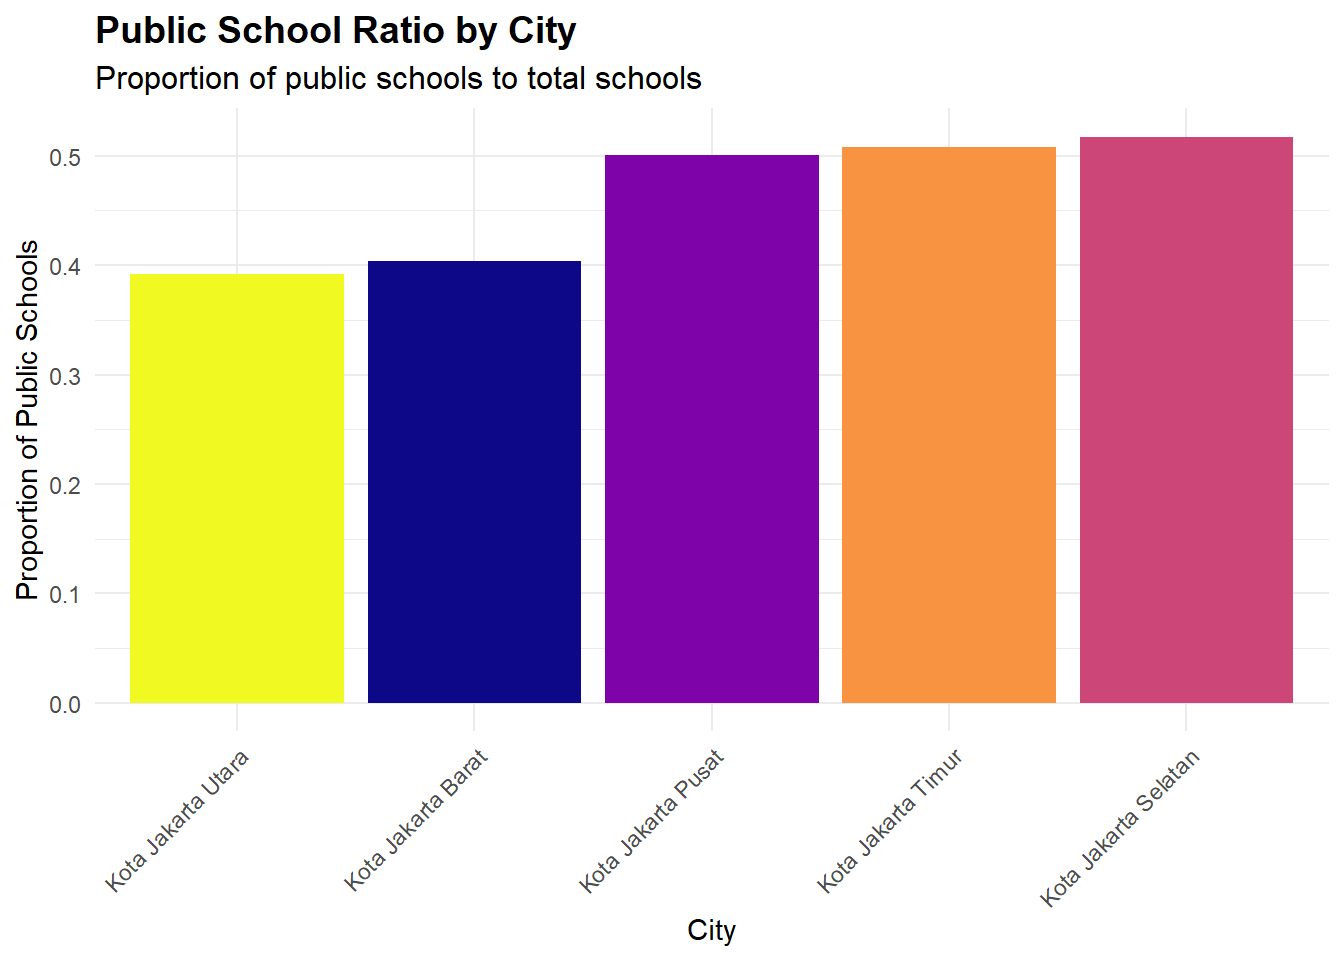 Public School Ratio by City
Proportion of public schools to total schools
Proportion of Public Schools
0.5
0.4
0.3
0.2
0.1
0.0
Kota Jakarta Utara
Kota Jakarta Barat
Kota Jakarta Pusat
Kota Jakarta Timur
Kota Jakarta Selatan
City